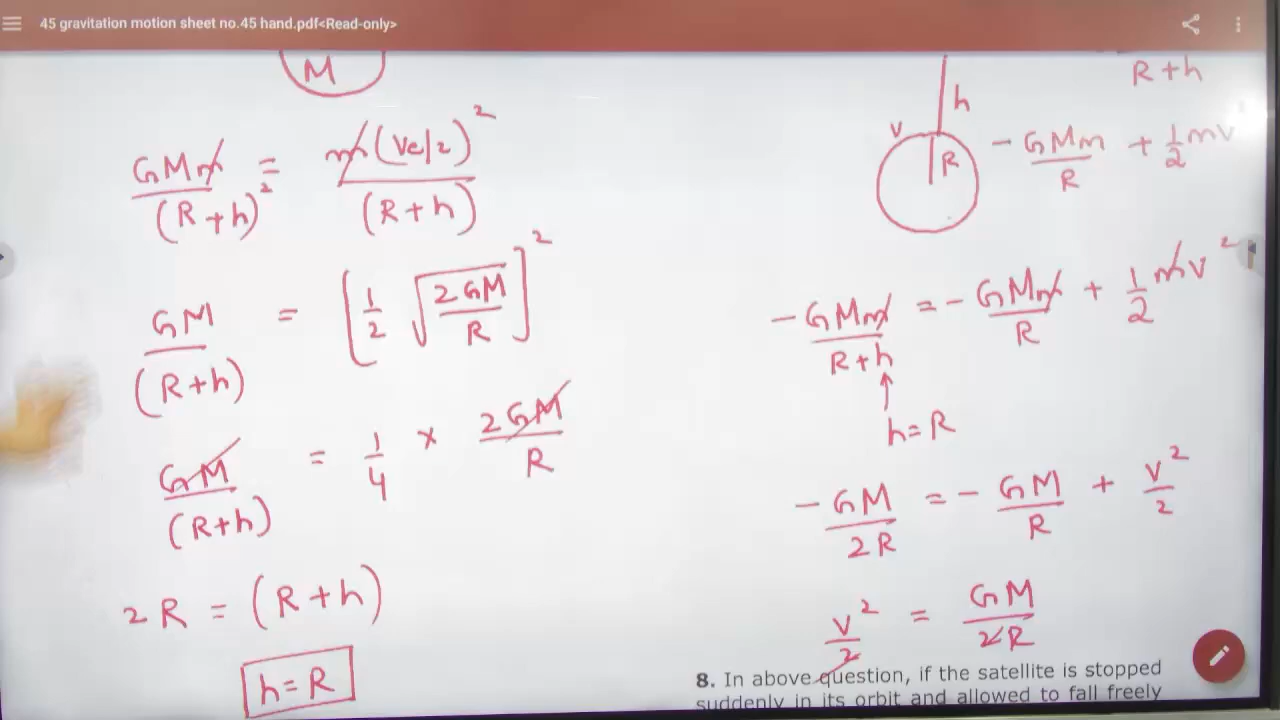 45 gravitation motion sheet no.45 hand.pdf<Read-only>
M
GMm/(R+h)² = m(Ve/2)²/(R+h)
GM/(R+h) = [1/2 √(2GM/R)]²
GM/(R+h) = 1/4 × 2GM/R
2R = (R+h)
h=R
R+h
h
V
R
-GMm/R + 1/2 mv
-GMm/(R+h) = -GMm/R + 1/2 mv²
h=R
-GM/2R = -GM/R + v²/2
v²/2 = GM/2R
8. In above question, if the satellite is stopped
suddenly in its orbit and allowed to fall freely